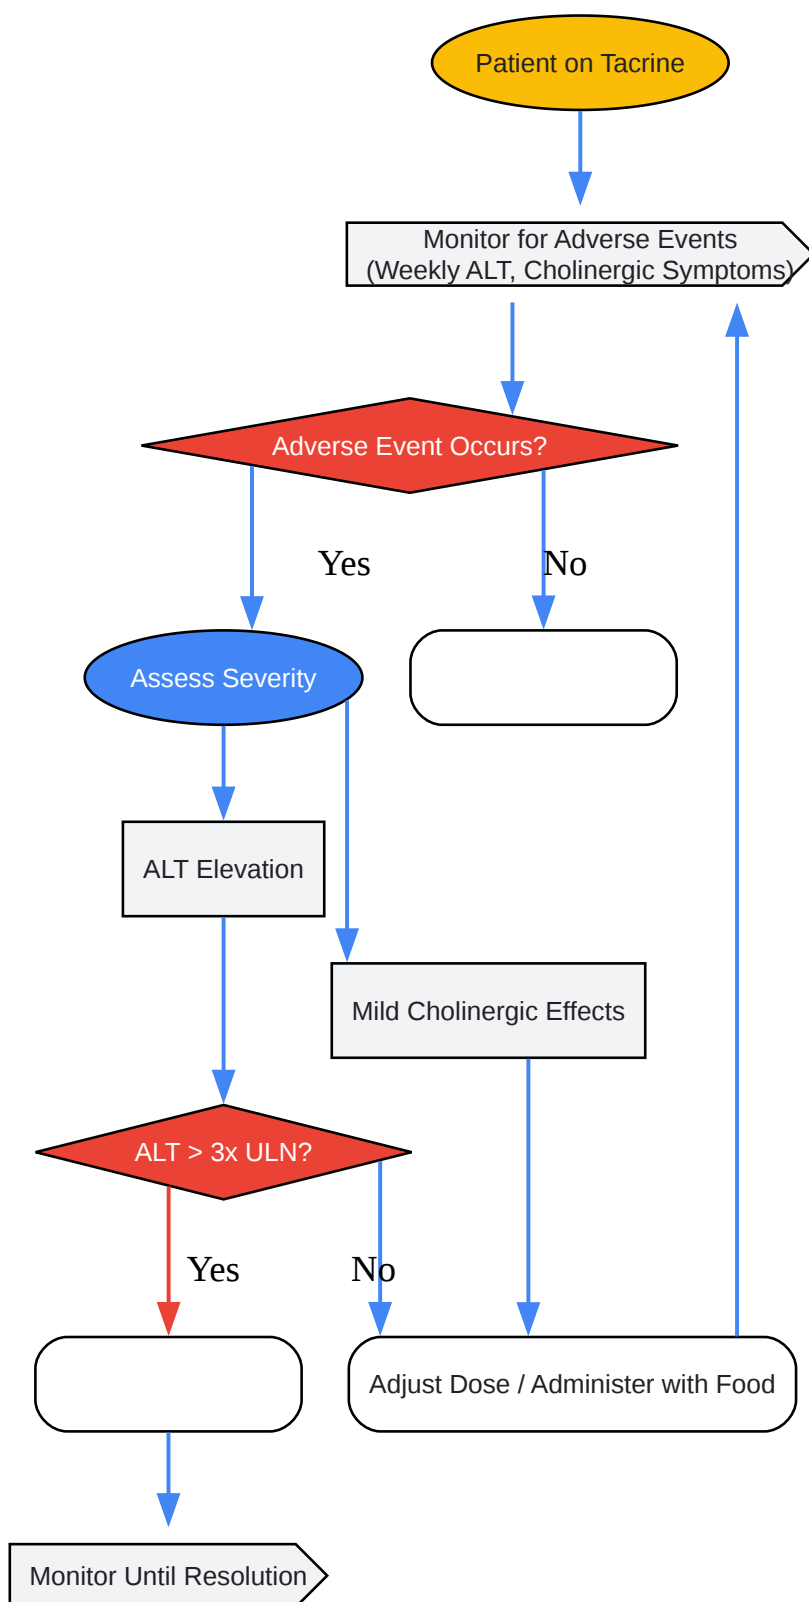 Patient on Tacrine
Monitor for Adverse Events
(Weekly ALT, Cholinergic Symptoms)
Adverse Event Occurs?
Yes
No
Assess Severity
ALT Elevation
Mild Cholinergic Effects
ALT > 3x ULN?
Yes
No
Adjust Dose / Administer with Food
Monitor Until Resolution